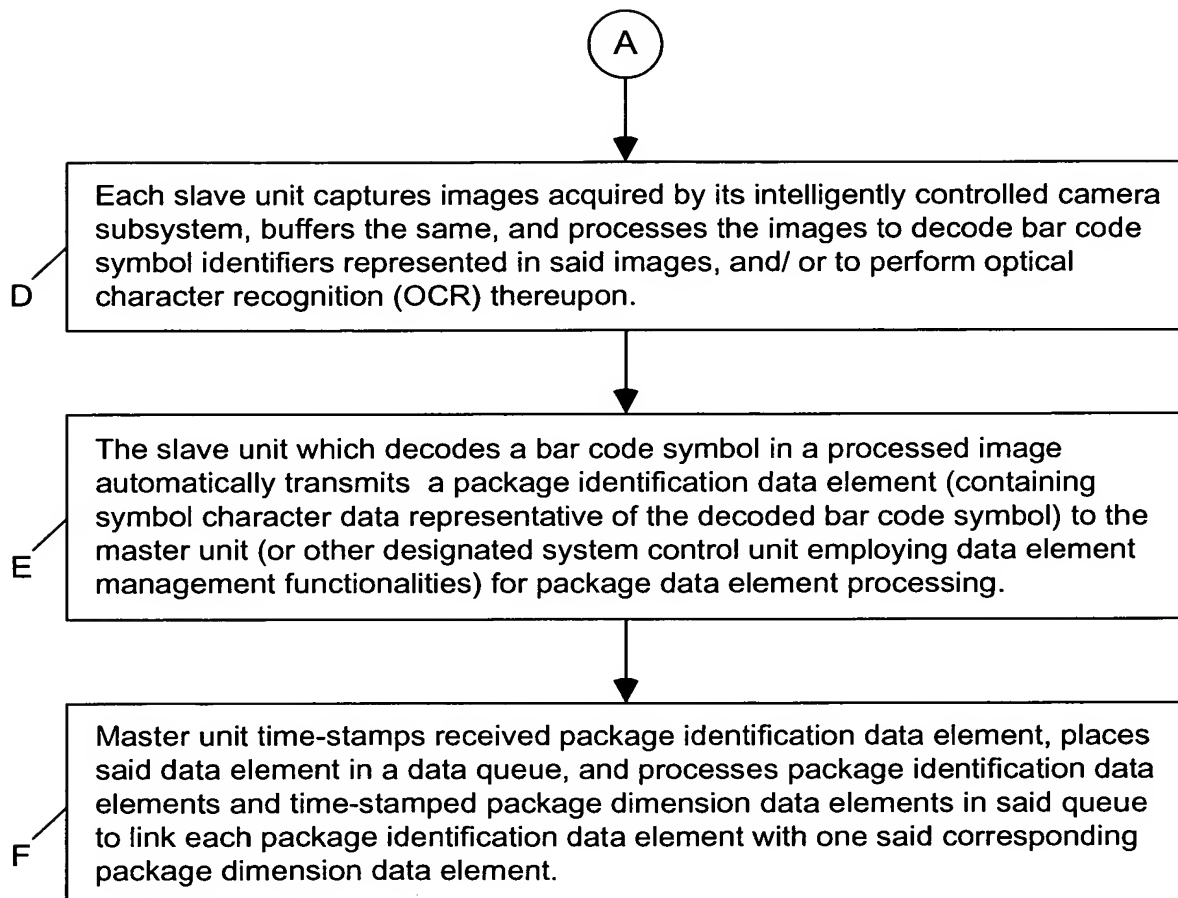 A
Each slave unit captures images acquired by its intelligently controlled camera
subsystem, buffers the same, and processes the images to decode bar code
symbol identifiers represented in said images, and/ or to perform optical
character recognition (OCR) thereupon.
D
The slave unit which decodes a bar code symbol in a processed image
automatically transmits a package identification data element (containing
symbol character data representative of the decoded bar code symbol) to the
master unit (or other designated system control unit employing data element
management functionalities) for package data element processing.
E
Master unit time-stamps received package identification data element, places
said data element in a data queue, and processes package identification data
elements and time-stamped package dimension data elements in said queue
to link each package identification data element with one said corresponding
package dimension data element.
F